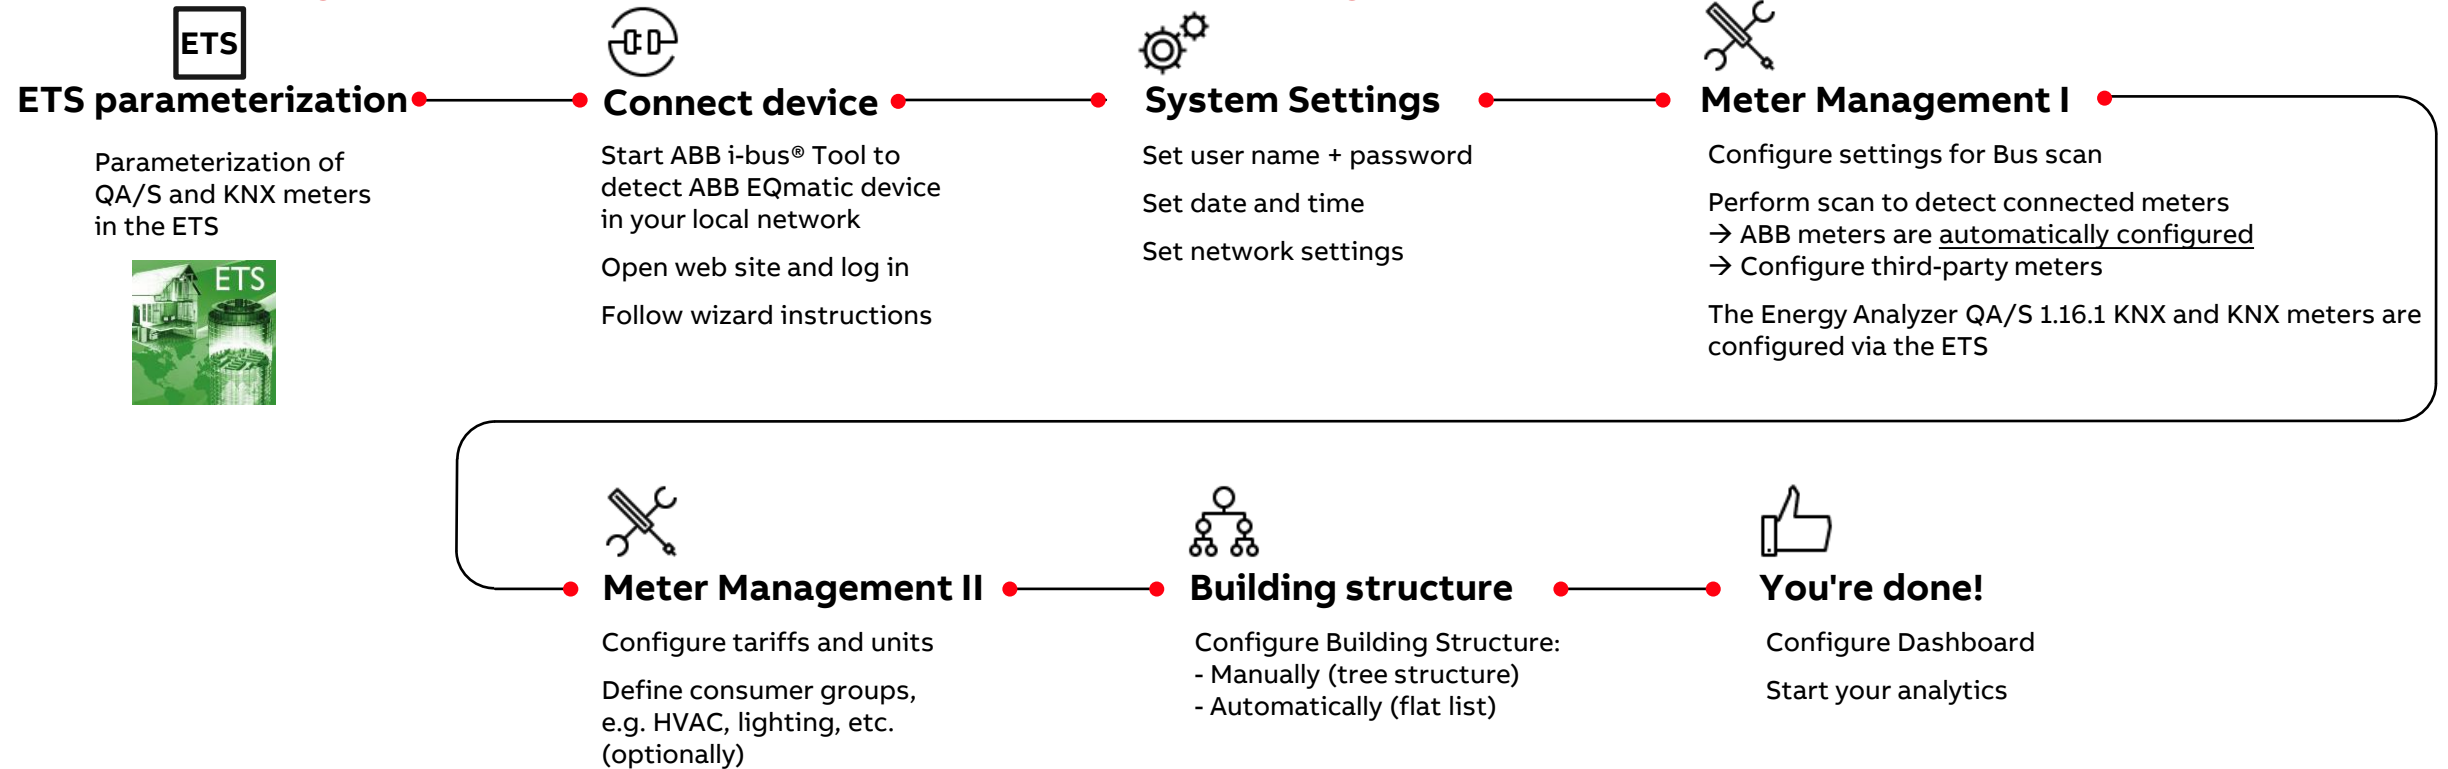 ETS
ETS parameterization
Parameterization of
QA/S and KNX meters
in the ETS
ETS
Connect device
Start ABB i-bus® Tool to
detect ABB EQmatic device
in your local network
Open web site and log in
Follow wizard instructions
System Settings
Set user name + password
Set date and time
Set network settings
Meter Management I
Configure settings for Bus scan
Perform scan to detect connected meters
→ ABB meters are automatically configured
→ Configure third-party meters
The Energy Analyzer QA/S 1.16.1 KNX and KNX meters are
configured via the ETS
Meter Management II
Configure tariffs and units
Define consumer groups,
e.g. HVAC, lighting, etc.
(optionally)
Building structure
Configure Building Structure:
- Manually (tree structure)
- Automatically (flat list)
You're done!
Configure Dashboard
Start your analytics